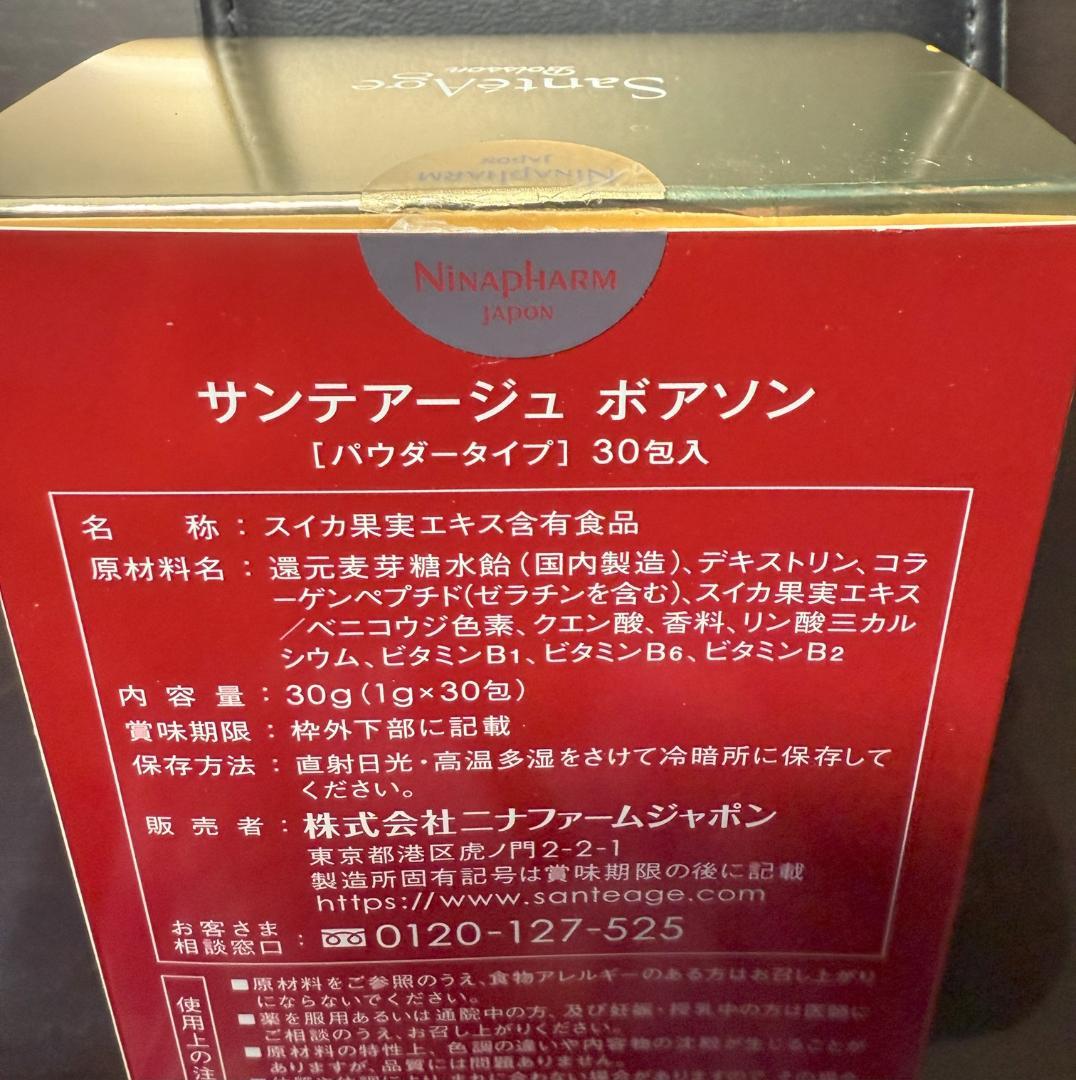 SantéAge
Boisson
NINAPHARM
JAPON
NINAPHARM
JAPON
サンテアージュ ボアソン
[パウダータイプ] 30包入
名 称：スイカ果実エキス含有食品
原材料名：還元麦芽糖水飴(国内製造)、デキストリン、コラ
ーゲンペプチド(ゼラチンを含む)、スイカ果実エキス
／ベニコウジ色素、クエン酸、香料、リン酸三カル
シウム、ビタミンB1、ビタミンB6、ビタミンB2
内容量：30g(1g×30包)
賞味期限：枠外下部に記載
保存方法：直射日光・高温多湿をさけて冷暗所に保存して
ください。
販売者：株式会社ニナファームジャポン
東京都港区虎ノ門2-2-1
製造所固有記号は賞味期限の後に記載
https://www.santeage.com
お客さま
相談窓口：0120-127-525
使用上の注
■原材料をご参照のうえ、食物アレルギーのある方はお召し上がり
にならないでください。
■薬を服用あるいは通院中の方、及び妊娠・授乳中の方は医師に
ご相談のうえ、お召し上がりください。
■原材料の特性上、色調の違いや内容物の沈殿が生じることが
ありますが、品質には問題ありません。